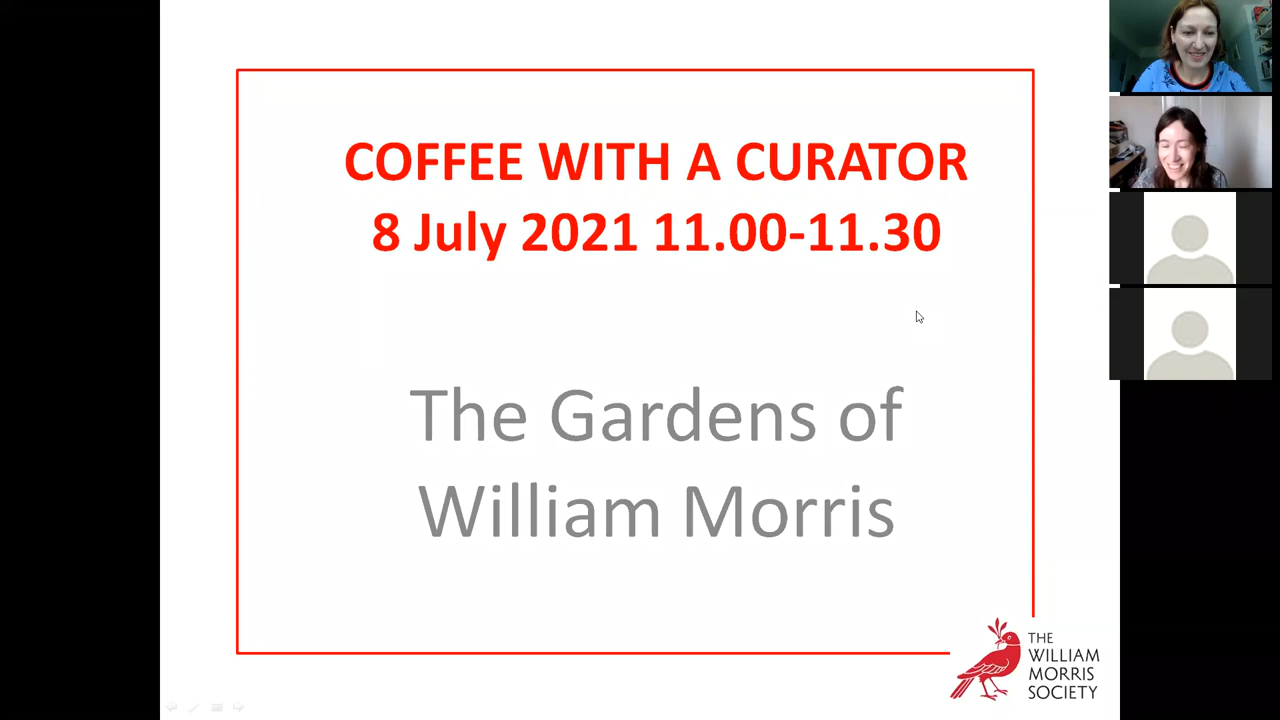 COFFEE WITH A CURATOR
8 July 2021 11.00-11.30
The Gardens of
William Morris
THE
WILLIAM
MORRIS
SOCIETY